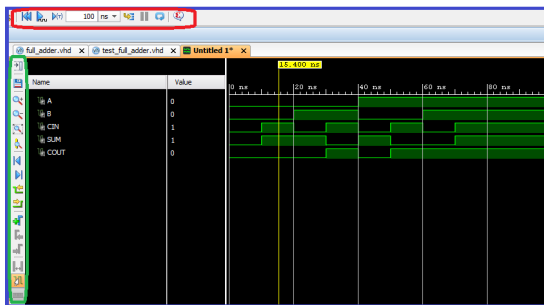 100 ns
full_adder.vhd X test_full_adder.vhd X Untitled 1* X
15.400 ns
Name Value
0 ns 20 ns 40 ns 60 ns 80 ns
A 0
B 0
CIN 1
SUM 1
COUT 0